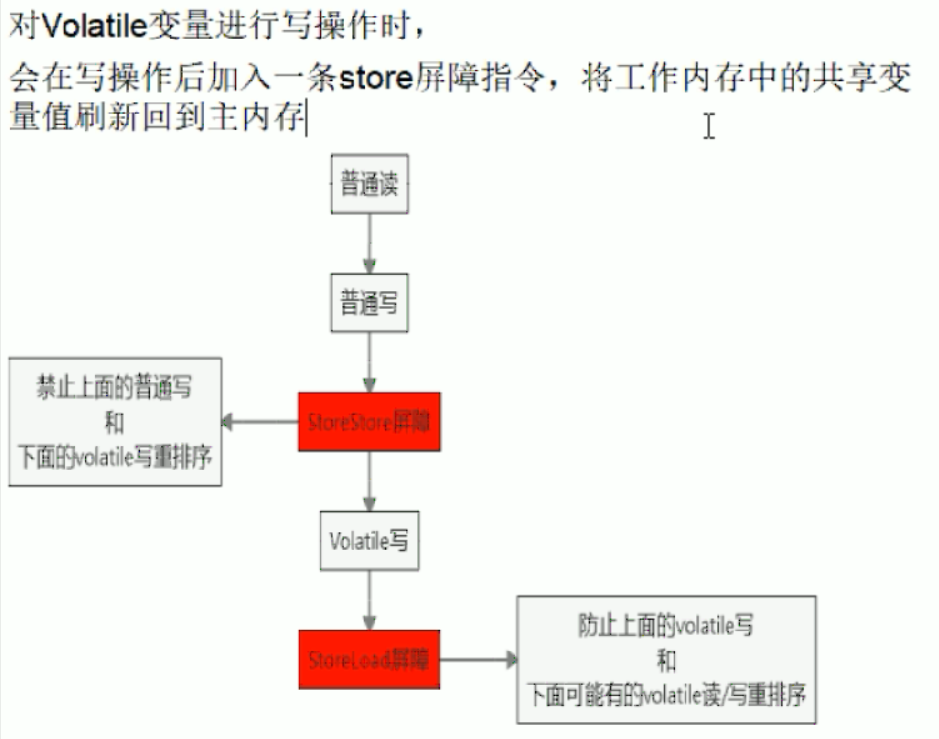 对Volatile变量进行写操作时，
会在写操作后加入一条store屏障指令，将工作内存中的共享变
量值刷新回到主内存
普通读
普通写
禁止上面的普通写
和
下面的volatile写重排序
StoreStore屏障
Volatile写
StoreLoad屏障
防止上面的volatile写
和
下面可能有的volatile读/写重排序